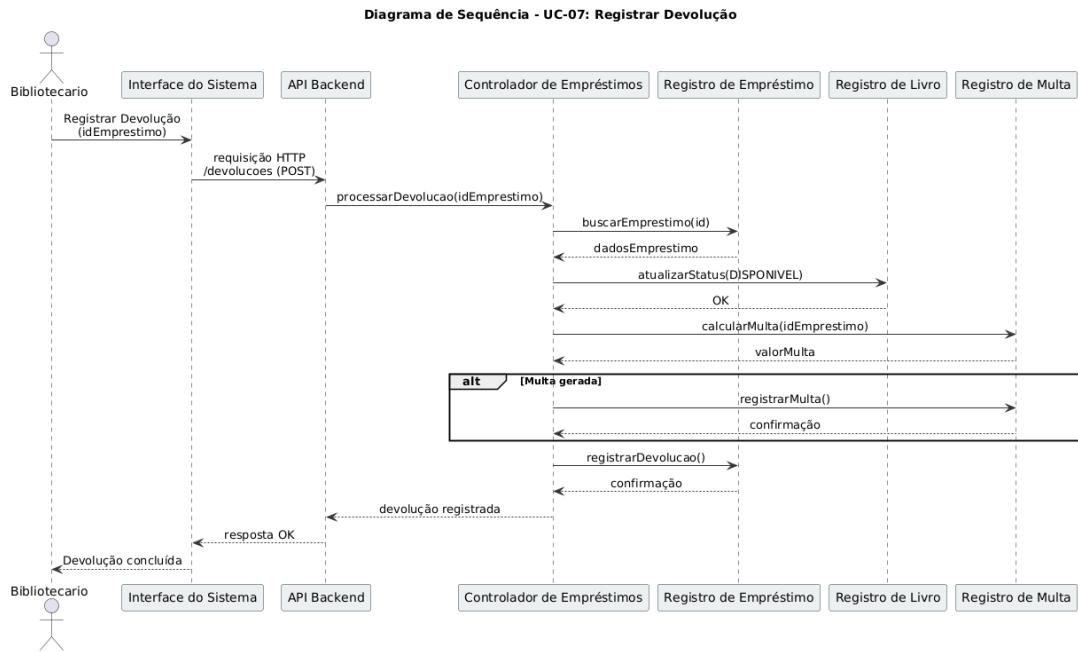 Diagrama de Sequência - UC-07: Registrar Devolução
Bibliotecario
Interface do Sistema
API Backend
Controlador de Empréstimos
Registro de Empréstimo
Registro de Livro
Registro de Multa
Registrar Devolução
(idEmprestimo)
requisição HTTP
/devolucoes (POST)
processarDevolucao(idEmprestimo)
buscarEmprestimo(id)
dadosEmprestimo
atualizarStatus(DISPONIVEL)
OK
calcularMulta(idEmprestimo)
valorMulta
alt
[Multa gerada]
registrarMulta()
confirmação
registrarDevolucao()
confirmação
devolução registrada
resposta OK
Devolução concluída
Bibliotecario
Interface do Sistema
API Backend
Controlador de Empréstimos
Registro de Empréstimo
Registro de Livro
Registro de Multa